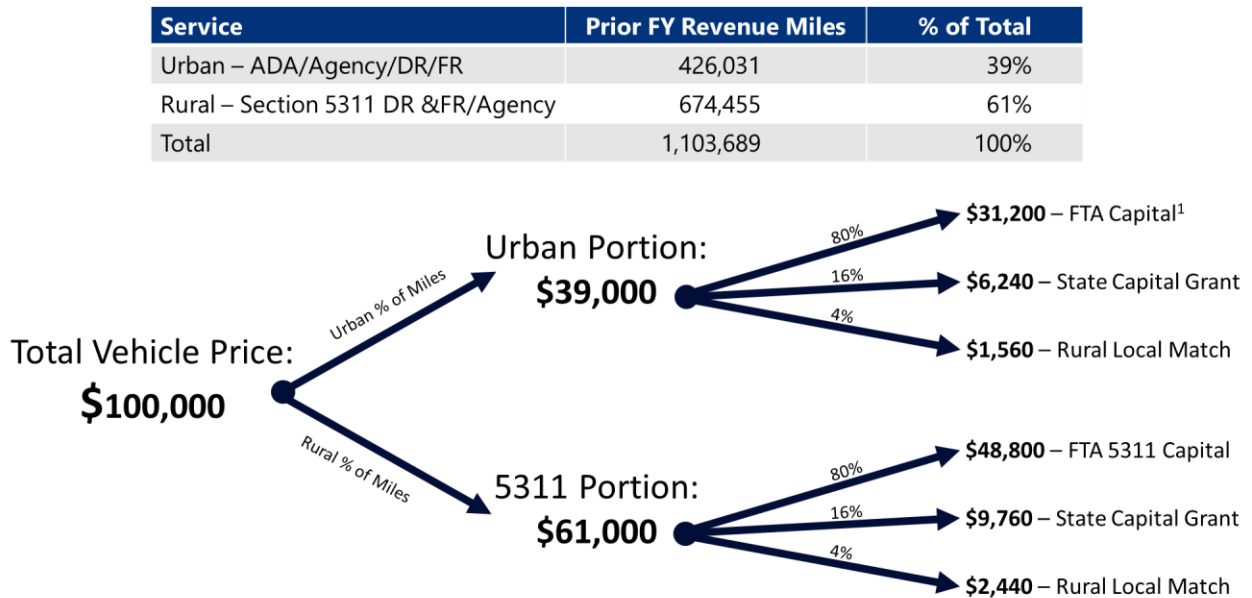 Service Prior FY Revenue Miles % of Total
Urban – ADA/Agency/DR/FR 426,031 39%
Rural – Section 5311 DR &FR/Agency 674,455 61%
Total 1,103,689 100%
Total Vehicle Price:
$100,000
Urban % of Miles
Rural % of Miles
Urban Portion:
$39,000
80%
16%
4%
$31,200 – FTA Capital¹
$6,240 – State Capital Grant
$1,560 – Rural Local Match
5311 Portion:
$61,000
80%
16%
4%
$48,800 – FTA 5311 Capital
$9,760 – State Capital Grant
$2,440 – Rural Local Match